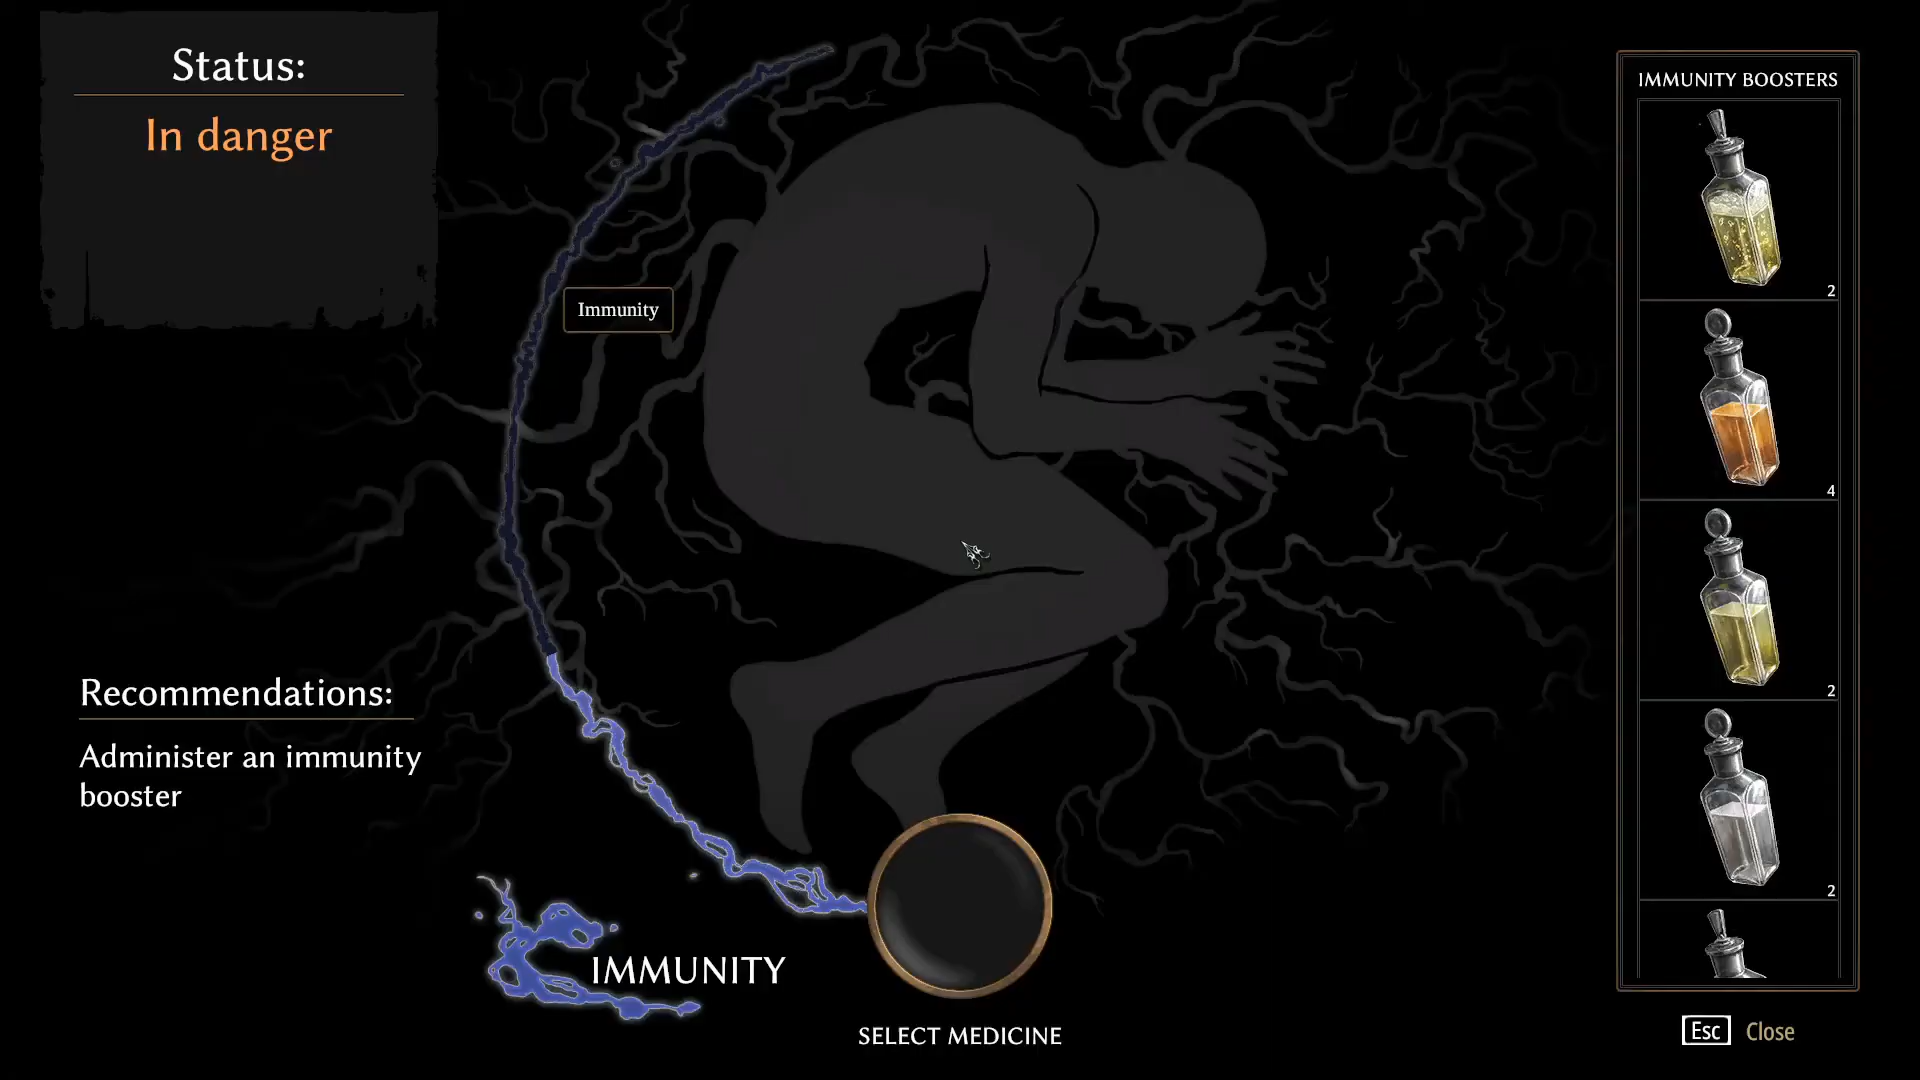 Status:
In danger
IMMUNITY BOOSTERS
2
Immunity
4
2
Recommendations:
Administer an immunity
booster
2
IMMUNITY
SELECT MEDICINE
Esc Close